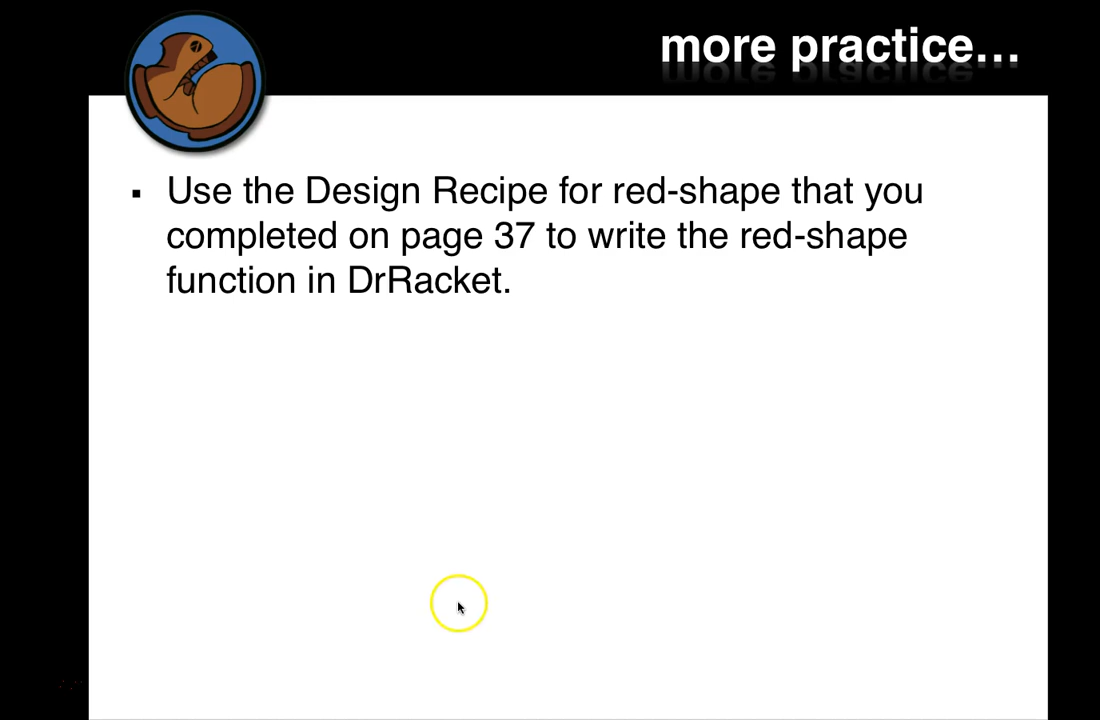 more practice…
▪ Use the Design Recipe for red-shape that you
completed on page 37 to write the red-shape
function in DrRacket.